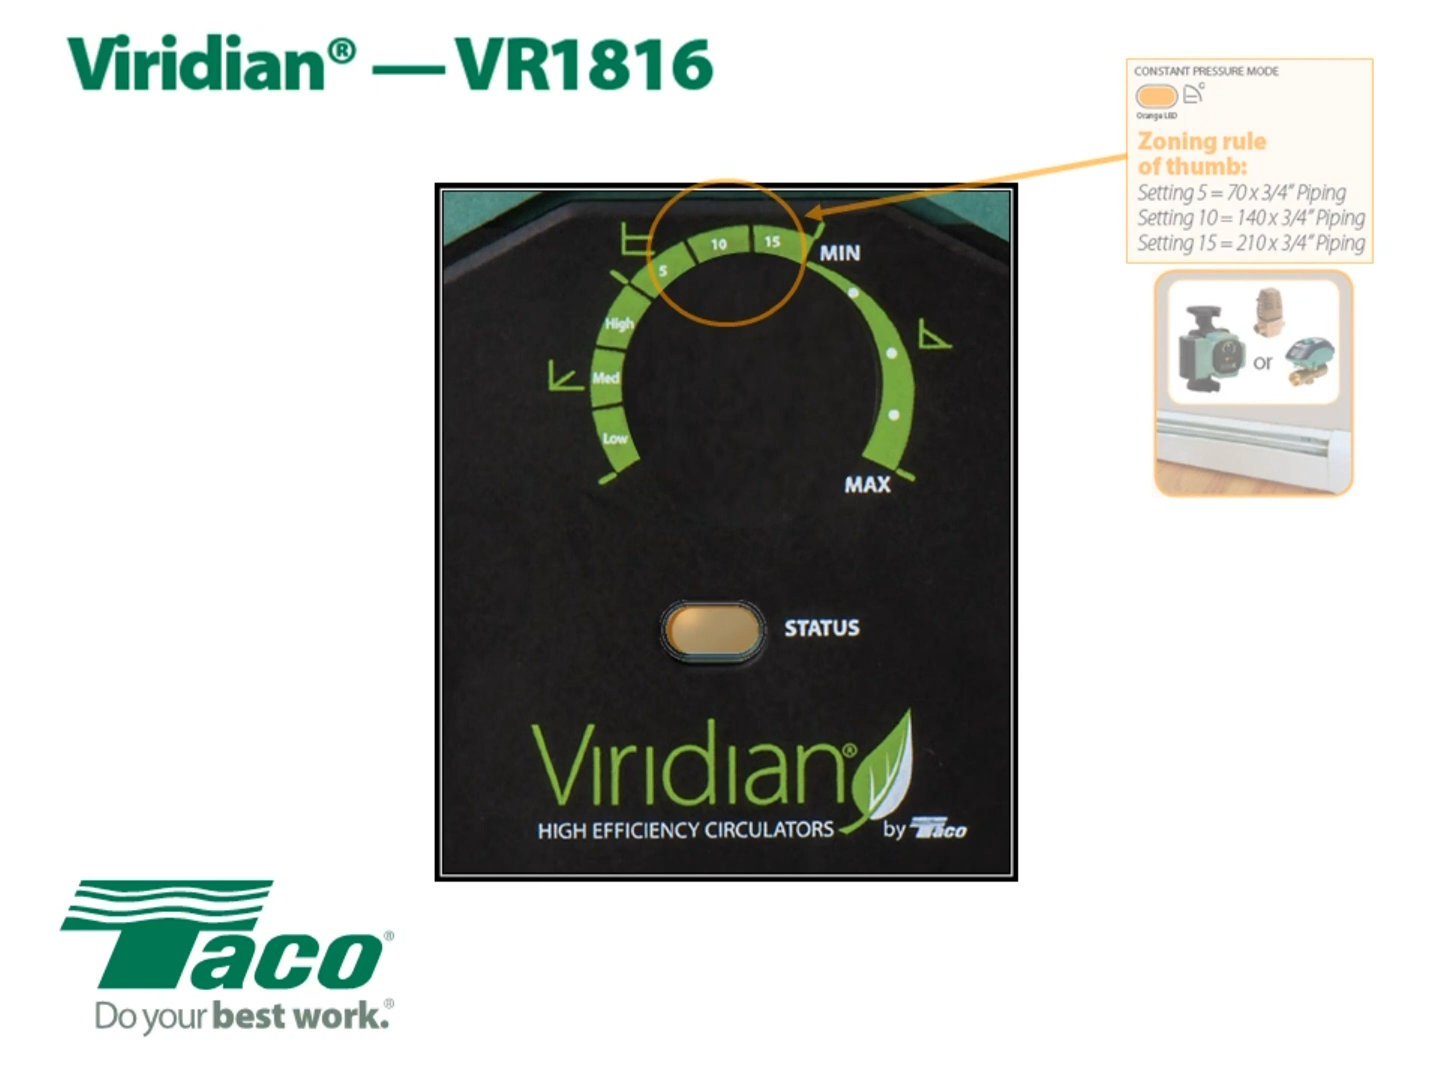 Viridian® — VR1816
CONSTANT PRESSURE MODE
C
Orange LED
Zoning rule
of thumb:
Setting 5 = 70 x 3/4” Piping
Setting 10 = 140 x 3/4” Piping
Setting 15 = 210 x 3/4” Piping
or
10
15
5
MIN
High
Med
Low
MAX
STATUS
Viridian®
HIGH EFFICIENCY CIRCULATORS by Taco
Taco®
Do your best work.®